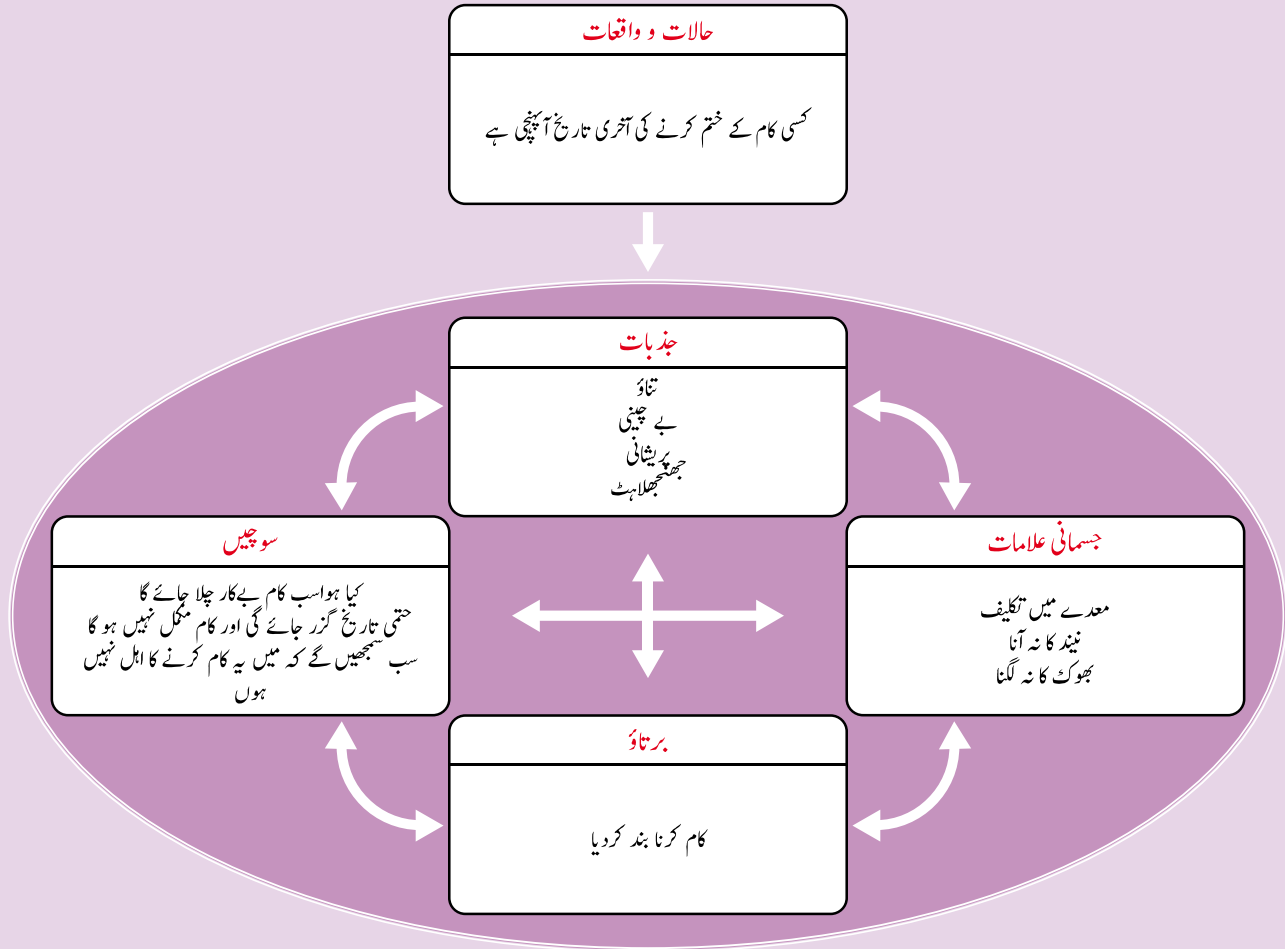 حالات و واقعات
کسی کام کے ختم کرنے کی آخری تاریخ آپہنچی ہے
جذبات
تناؤ
بے چینی
پریشانی
جھنجھلاہٹ
جسمانی علامات
معدے میں تکلیف
نیند کا نہ آنا
بھوک کا نہ لگنا
سوچیں
کیا ہوا سب کام بےکار چلا جائے گا
حتمی تاریخ گزر جائے گی اور کام مکمل نہیں ہو گا
سب سمجھیں گے کہ میں یہ کام کرنے کا اہل نہیں
ہوں
برتاؤ
کام کرنا بند کردیا